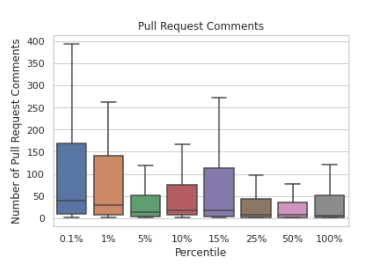 Pull Request Comments
Number of Pull Request Comments
400
350
300
250
200
150
100
50
0
0.1% 1% 5% 10% 15% 25% 50% 100%
Percentile